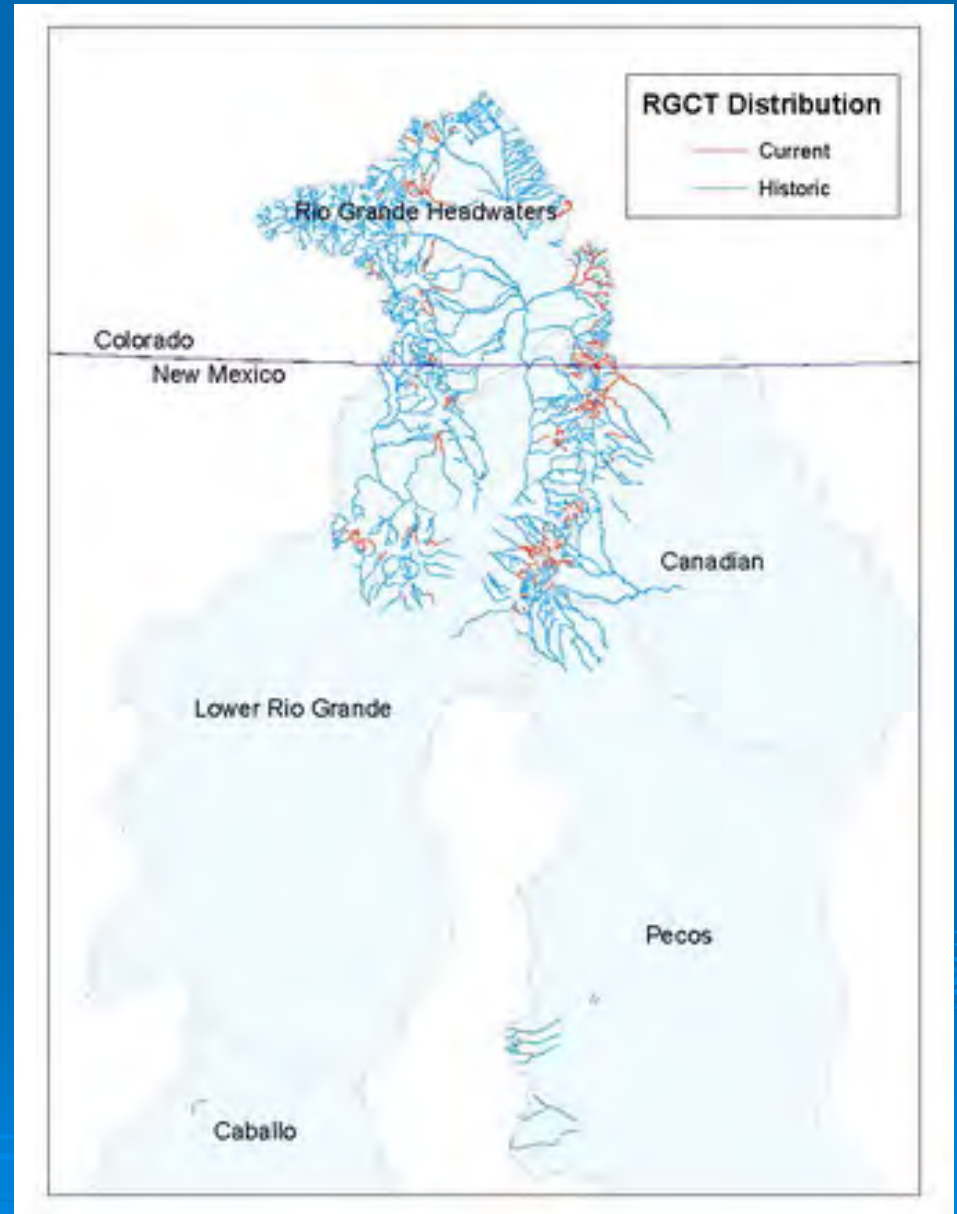 RGCT Distribution
Current
Historic
Rio Grande Headwaters
Colorado
New Mexico
Canadian
Lower Rio Grande
Pecos
Caballo